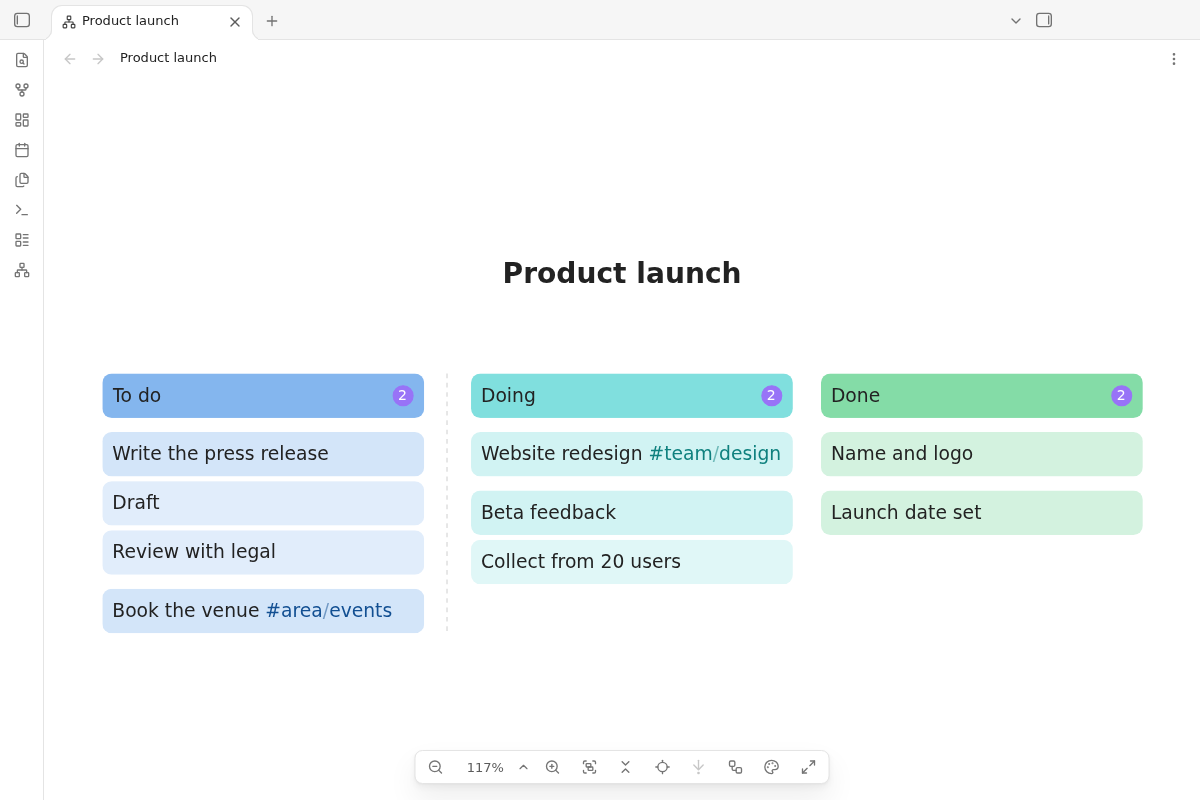 Product launch
Product launch
Product launch
To do 2
Write the press release
Draft
Review with legal
Book the venue #area/events
Doing 2
Website redesign #team/design
Beta feedback
Collect from 20 users
Done 2
Name and logo
Launch date set
117%